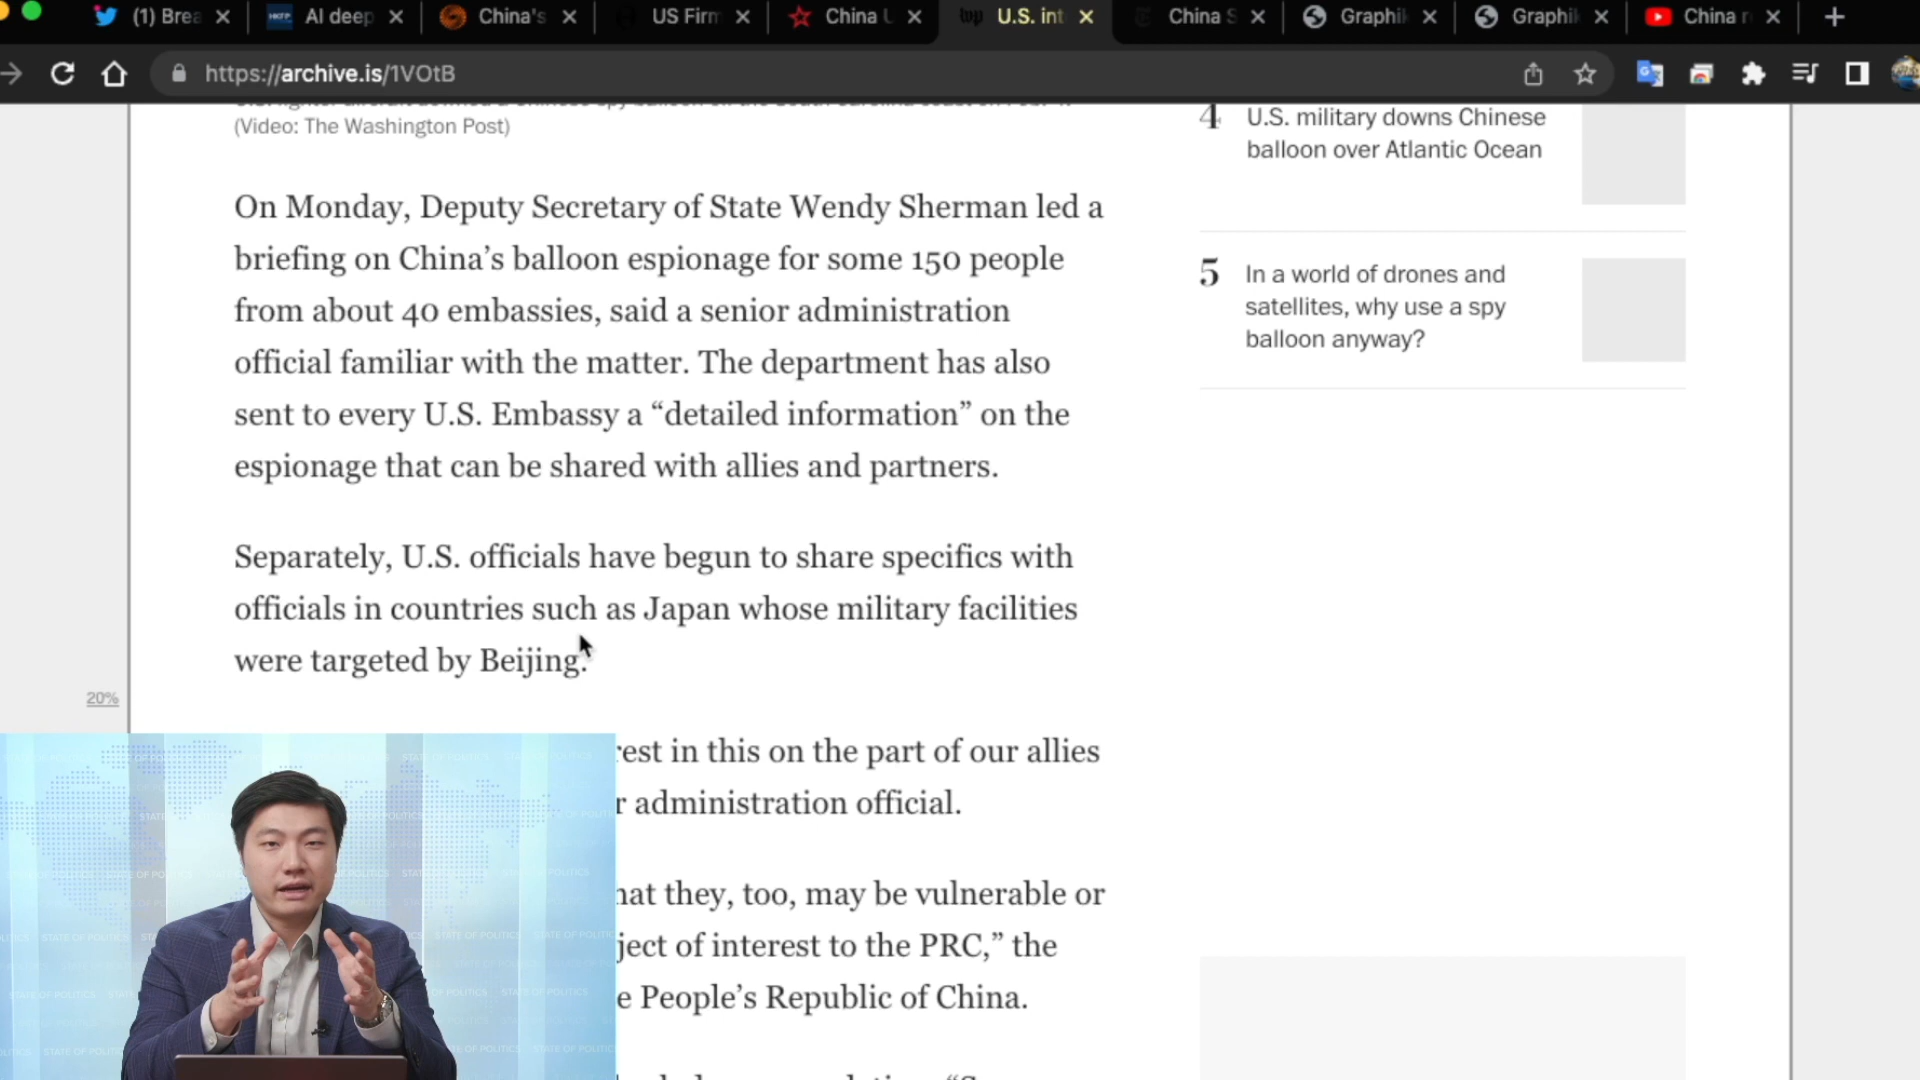 (1) Brea
AI deep
China's
US Firm
China U
U.S. int
China S
Graphi
Graphi
China r
https://archive.is/1VOtB
(Video: The Washington Post)
On Monday, Deputy Secretary of State Wendy Sherman led a
briefing on China’s balloon espionage for some 150 people
from about 40 embassies, said a senior administration
official familiar with the matter. The department has also
sent to every U.S. Embassy a “detailed information” on the
espionage that can be shared with allies and partners.
Separately, U.S. officials have begun to share specifics with
officials in countries such as Japan whose military facilities
were targeted by Beijing.
20%
rest in this on the part of our allies
r administration official.
hat they, too, may be vulnerable or
ject of interest to the PRC,” the
e People’s Republic of China.
4 U.S. military downs Chinese
balloon over Atlantic Ocean
5 In a world of drones and
satellites, why use a spy
balloon anyway?
STATE OF POLITICS